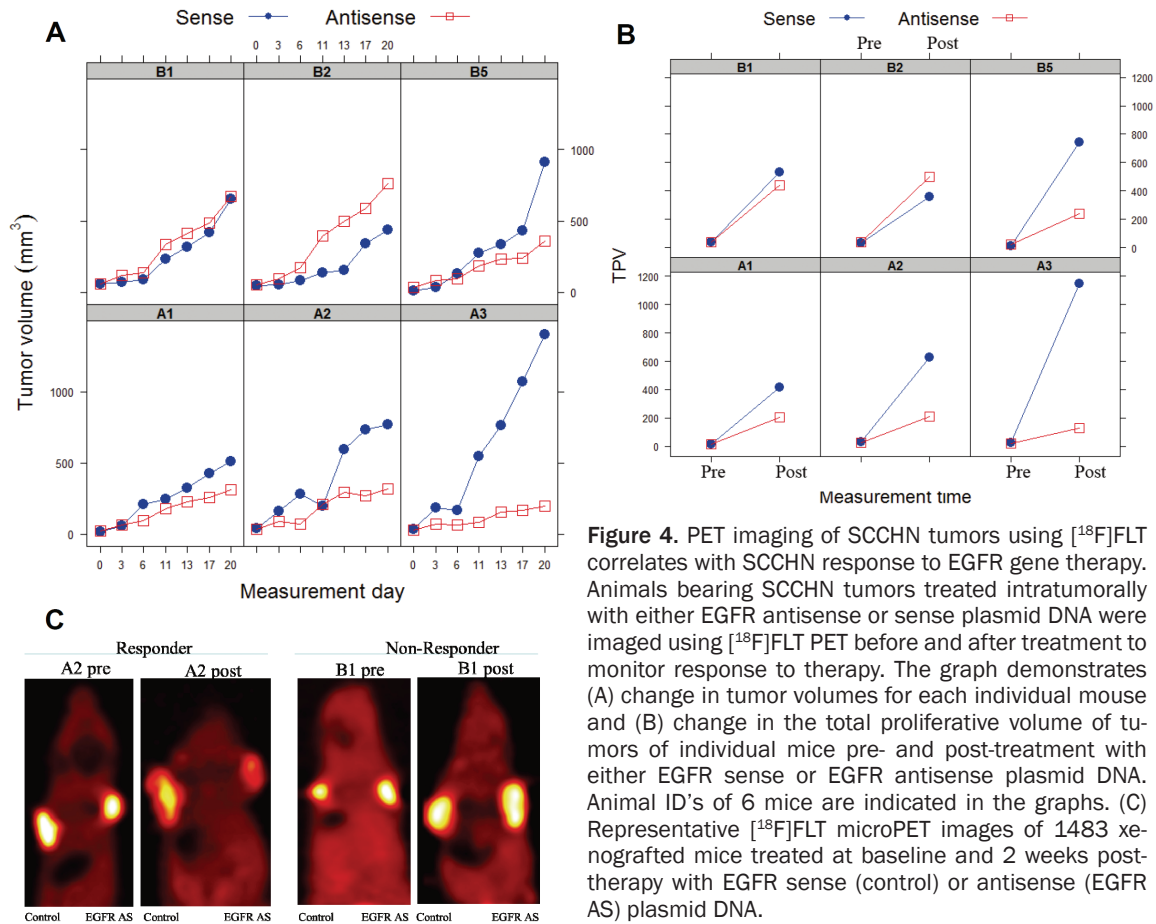 A
Sense Antisense
0 3 6 11 13 17 20
B1 B2 B5
1000
500
0
A1 A2 A3
1000
500
0
Tumor volume (mm³)
0 3 6 11 13 17 20 0 3 6 11 13 17 20
Measurement day
B
Sense Antisense
Pre Post
B1 B2 B5
1200
1000
800
600
400
200
0
TPV
A1 A2 A3
1200
1000
800
600
400
200
0
Pre Post Pre Post
Measurement time
C
Responder Non-Responder
A2 pre A2 post B1 pre B1 post
Control EGFR AS Control EGFR AS Control EGFR AS Control EGFR AS
Figure 4. PET imaging of SCCHN tumors using [¹⁸F]FLT
correlates with SCCHN response to EGFR gene therapy.
Animals bearing SCCHN tumors treated intratumorally
with either EGFR antisense or sense plasmid DNA were
imaged using [¹⁸F]FLT PET before and after treatment to
monitor response to therapy. The graph demonstrates
(A) change in tumor volumes for each individual mouse
and (B) change in the total proliferative volume of tu-
mors of individual mice pre- and post-treatment with
either EGFR sense or EGFR antisense plasmid DNA.
Animal ID's of 6 mice are indicated in the graphs. (C)
Representative [¹⁸F]FLT microPET images of 1483 xe-
nografted mice treated at baseline and 2 weeks post-
therapy with EGFR sense (control) or antisense (EGFR
AS) plasmid DNA.